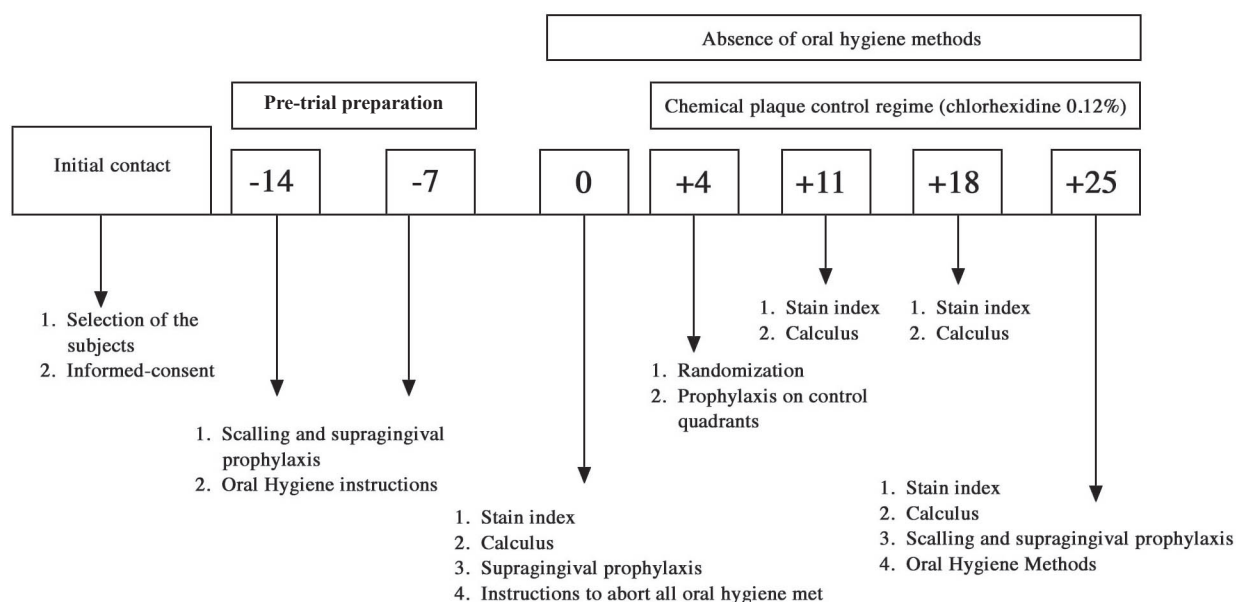 Absence of oral hygiene methods
Pre-trial preparation
Chemical plaque control regime (chlorhexidine 0.12%)
Initial contact
-14
-7
0
+4
+11
+18
+25
1. Selection of the
subjects
2. Informed-consent
1. Scalling and supragingival
prophylaxis
2. Oral Hygiene instructions
1. Stain index
2. Calculus
3. Supragingival prophylaxis
4. Instructions to abort all oral hygiene met
1. Randomization
2. Prophylaxis on control
quadrants
1. Stain index
2. Calculus
1. Stain index
2. Calculus
1. Stain index
2. Calculus
3. Scalling and supragingival prophylaxis
4. Oral Hygiene Methods